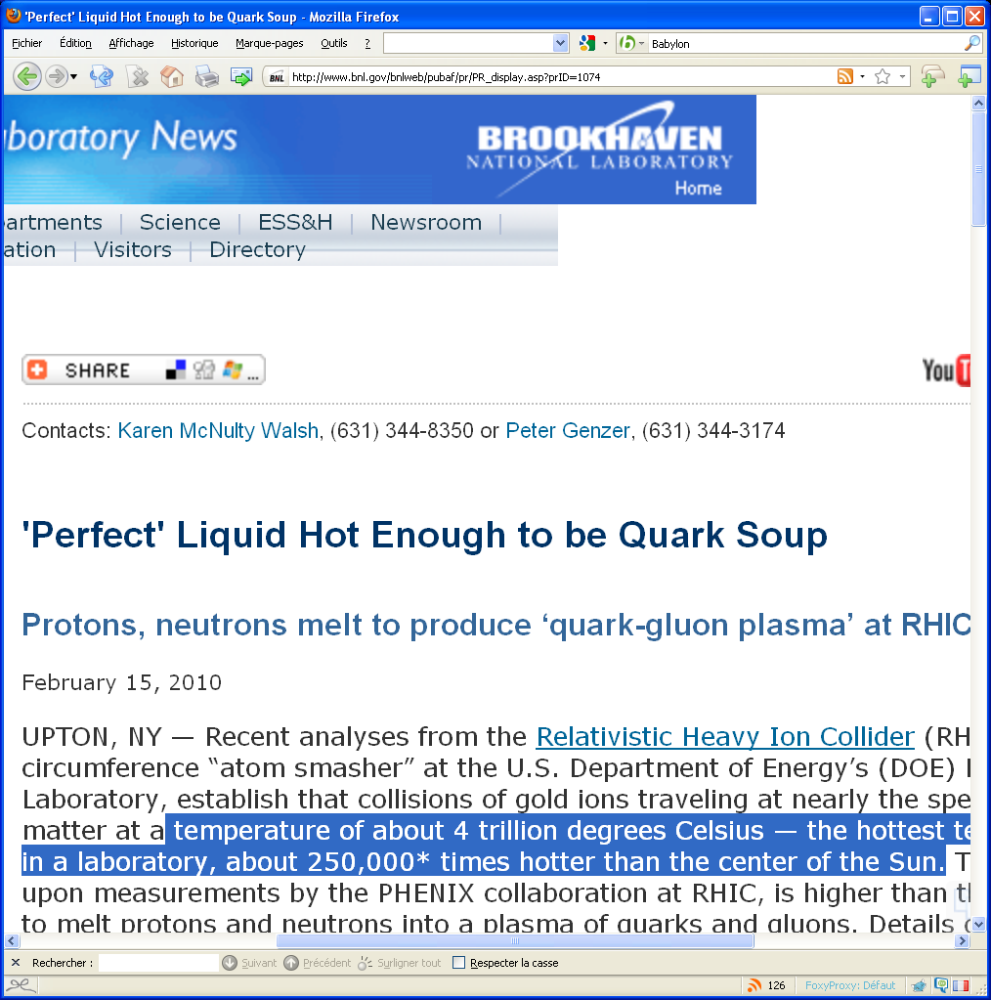 'Perfect' Liquid Hot Enough to be Quark Soup - Mozilla Firefox
Fichier Édition Affichage Historique Marque-pages Outils ?
Babylon
BNL http://www.bnl.gov/bnlweb/pubaf/pr/PR_display.asp?prID=1074
aboratory News
BROOKHAVEN
NATIONAL LABORATORY
Home
partments | Science | ESS&H | Newsroom |
ation | Visitors | Directory
SHARE ...
You
Contacts: Karen McNulty Walsh, (631) 344-8350 or Peter Genzer, (631) 344-3174
'Perfect' Liquid Hot Enough to be Quark Soup
Protons, neutrons melt to produce ‘quark-gluon plasma’ at RHIC
February 15, 2010
UPTON, NY — Recent analyses from the Relativistic Heavy Ion Collider (RH
circumference “atom smasher” at the U.S. Department of Energy’s (DOE)
Laboratory, establish that collisions of gold ions traveling at nearly the spe
matter at a temperature of about 4 trillion degrees Celsius — the hottest te
in a laboratory, about 250,000* times hotter than the center of the Sun. T
upon measurements by the PHENIX collaboration at RHIC, is higher than th
to melt protons and neutrons into a plasma of quarks and gluons. Details
Rechercher : Suivant Précédent Surligner tout Respecter la casse
126 FoxyProxy: Défaut